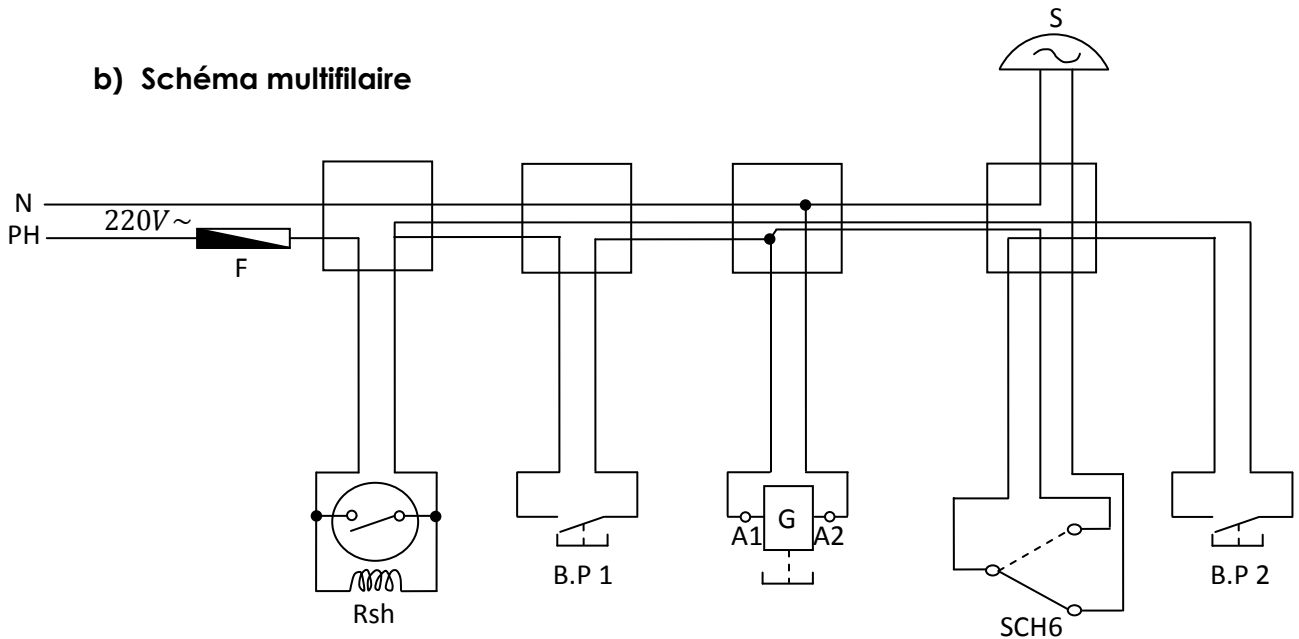 S
b) Schéma multifilaire
N
220V~
PH
F
G
A1
A2
B.P 1
B.P 2
Rsh
SCH6